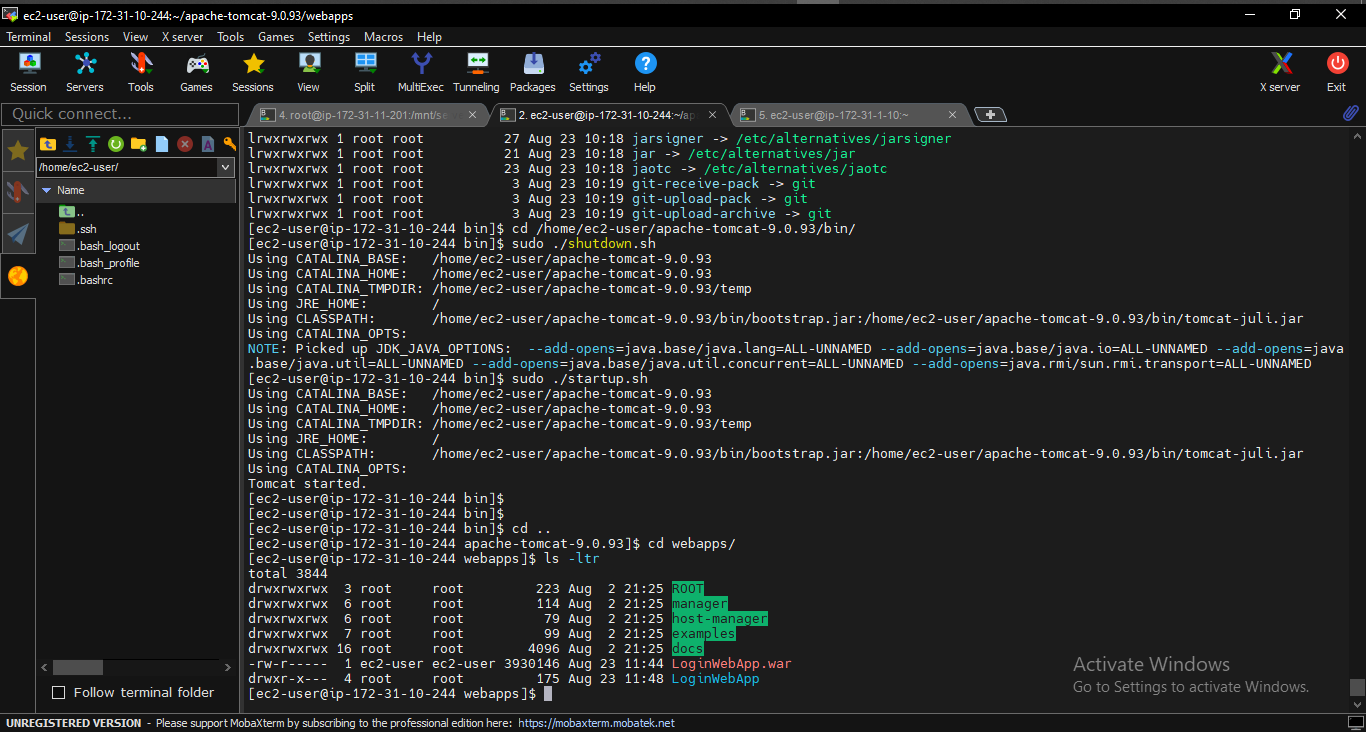 ec2-user@ip-172-31-10-244:~/apache-tomcat-9.0.93/webapps
Terminal Sessions View X server Tools Games Settings Macros Help
Session Servers Tools Games Sessions View Split MultiExec Tunneling Packages Settings Help X server Exit
Quick connect...
4. root@ip-172-31-11-201:/mnt/se
2. ec2-user@ip-172-31-10-244:~/ap
5. ec2-user@ip-172-31-1-10:~
/home/ec2-user/
Name
..
.ssh
.bash_logout
.bash_profile
.bashrc
Follow terminal folder
lrwxrwxrwx 1 root root          27 Aug 23 10:18 jarsigner -> /etc/alternatives/jarsigner
lrwxrwxrwx 1 root root          21 Aug 23 10:18 jar -> /etc/alternatives/jar
lrwxrwxrwx 1 root root          23 Aug 23 10:18 jaotc -> /etc/alternatives/jaotc
lrwxrwxrwx 1 root root           3 Aug 23 10:19 git-receive-pack -> git
lrwxrwxrwx 1 root root           3 Aug 23 10:19 git-upload-pack -> git
lrwxrwxrwx 1 root root           3 Aug 23 10:19 git-upload-archive -> git
[ec2-user@ip-172-31-10-244 bin]$ cd /home/ec2-user/apache-tomcat-9.0.93/bin/
[ec2-user@ip-172-31-10-244 bin]$ sudo ./shutdown.sh
Using CATALINA_BASE:   /home/ec2-user/apache-tomcat-9.0.93
Using CATALINA_HOME:   /home/ec2-user/apache-tomcat-9.0.93
Using CATALINA_TMPDIR: /home/ec2-user/apache-tomcat-9.0.93/temp
Using JRE_HOME:        /
Using CLASSPATH:       /home/ec2-user/apache-tomcat-9.0.93/bin/bootstrap.jar:/home/ec2-user/apache-tomcat-9.0.93/bin/tomcat-juli.jar
Using CATALINA_OPTS:
NOTE: Picked up JDK_JAVA_OPTIONS:  --add-opens=java.base/java.lang=ALL-UNNAMED --add-opens=java.base/java.io=ALL-UNNAMED --add-opens=java
.base/java.util=ALL-UNNAMED --add-opens=java.base/java.util.concurrent=ALL-UNNAMED --add-opens=java.rmi/sun.rmi.transport=ALL-UNNAMED
[ec2-user@ip-172-31-10-244 bin]$ sudo ./startup.sh
Using CATALINA_BASE:   /home/ec2-user/apache-tomcat-9.0.93
Using CATALINA_HOME:   /home/ec2-user/apache-tomcat-9.0.93
Using CATALINA_TMPDIR: /home/ec2-user/apache-tomcat-9.0.93/temp
Using JRE_HOME:        /
Using CLASSPATH:       /home/ec2-user/apache-tomcat-9.0.93/bin/bootstrap.jar:/home/ec2-user/apache-tomcat-9.0.93/bin/tomcat-juli.jar
Using CATALINA_OPTS:
Tomcat started.
[ec2-user@ip-172-31-10-244 bin]$
[ec2-user@ip-172-31-10-244 bin]$
[ec2-user@ip-172-31-10-244 bin]$ cd ..
[ec2-user@ip-172-31-10-244 apache-tomcat-9.0.93]$ cd webapps/
[ec2-user@ip-172-31-10-244 webapps]$ ls -ltr
total 3844
drwxrwxrwx  3 root     root         223 Aug  2 21:25 ROOT
drwxrwxrwx  6 root     root         114 Aug  2 21:25 manager
drwxrwxrwx  6 root     root          79 Aug  2 21:25 host-manager
drwxrwxrwx  7 root     root          99 Aug  2 21:25 examples
drwxrwxrwx 16 root     root        4096 Aug  2 21:25 docs
-rw-r-----  1 ec2-user ec2-user 3930146 Aug 23 11:44 LoginWebApp.war
drwxr-x---  4 root     root         175 Aug 23 11:48 LoginWebApp
[ec2-user@ip-172-31-10-244 webapps]$
Activate Windows
Go to Settings to activate Windows.
UNREGISTERED VERSION - Please support MobaXterm by subscribing to the professional edition here: https://mobaxterm.mobatek.net